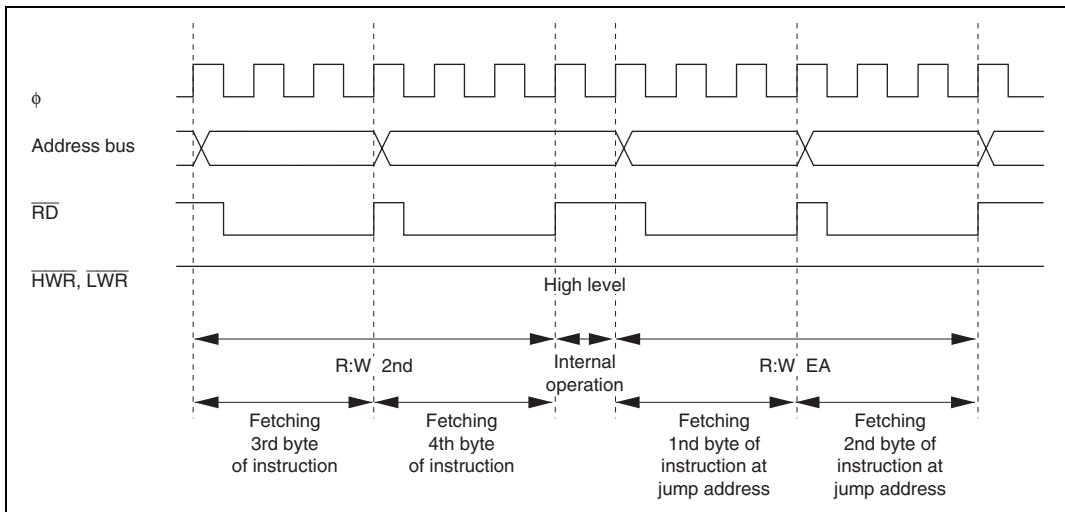 φ
Address bus
RD
HWR, LWR
High level
R:W 2nd
Internal
operation
R:W EA
Fetching
3rd byte
of instruction
Fetching
4th byte
of instruction
Fetching
1nd byte of
instruction at
jump address
Fetching
2nd byte of
instruction at
jump address